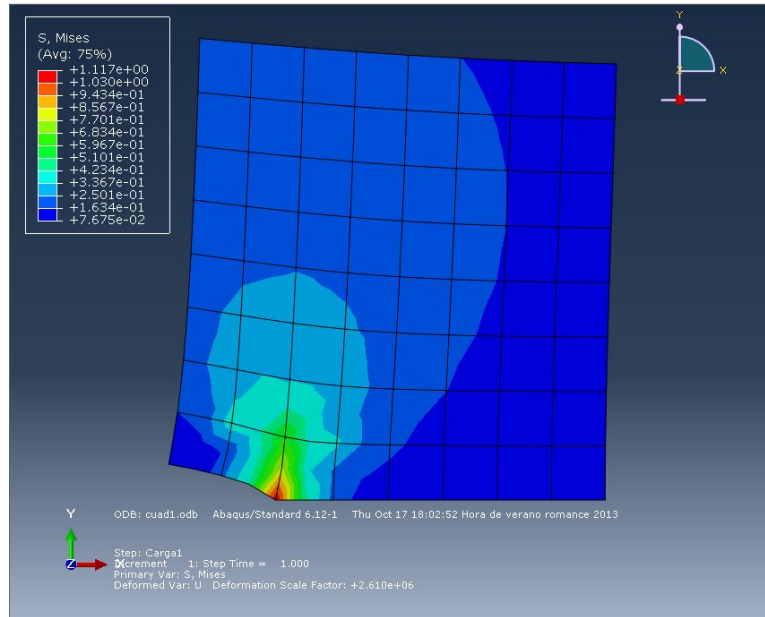 S, Mises
(Avg: 75%)
+1.117e+00
+1.030e+00
+9.434e-01
+8.567e-01
+7.701e-01
+6.834e-01
+5.967e-01
+5.101e-01
+4.234e-01
+3.367e-01
+2.501e-01
+1.634e-01
+7.675e-02
Y
Z
X
Y
ODB: cuad1.odb Abaqus/Standard 6.12-1 Thu Oct 17 18:02:52 Hora de verano romance 2013
Step: Carga1
Z
X
Increment 1: Step Time = 1.000
Primary Var: S, Mises
Deformed Var: U Deformation Scale Factor: +2.610e+06